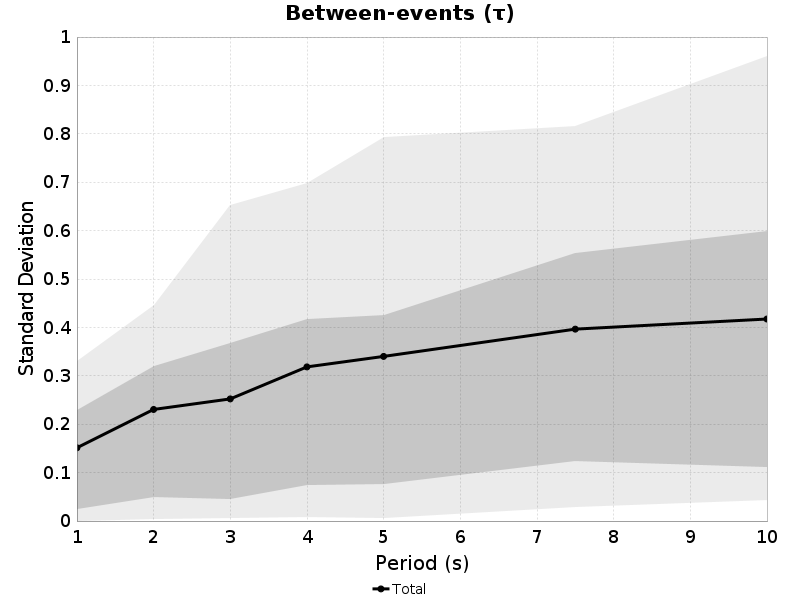 Between-events (τ)
1
0.9
0.8
0.7
0.6
0.5
0.4
0.3
0.2
0.1
0
Standard Deviation
1 2 3 4 5 6 7 8 9 10
Period (s)
Total